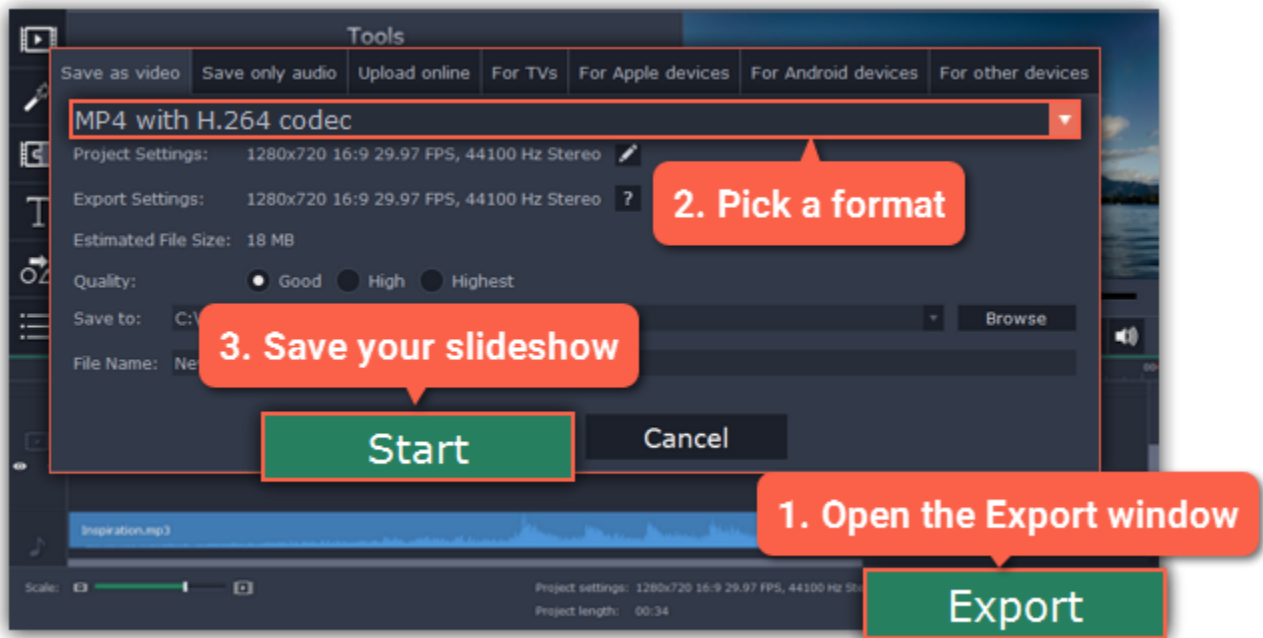 Tools
Save as video Save only audio Upload online For TVs For Apple devices For Android devices For other devices
MP4 with H.264 codec
Project Settings: 1280x720 16:9 29.97 FPS, 44100 Hz Stereo
2. Pick a format
Export Settings: 1280x720 16:9 29.97 FPS, 44100 Hz Stereo ?
Estimated File Size: 18 MB
Quality: Good High Highest
Save to: Browse
3. Save your slideshow
File Name:
Start Cancel
1. Open the Export window
Inspiration.mp3
Scale: Project settings: 1280x720 16:9 29.97 FPS, 44100 Hz
Project length: 00:34
Export